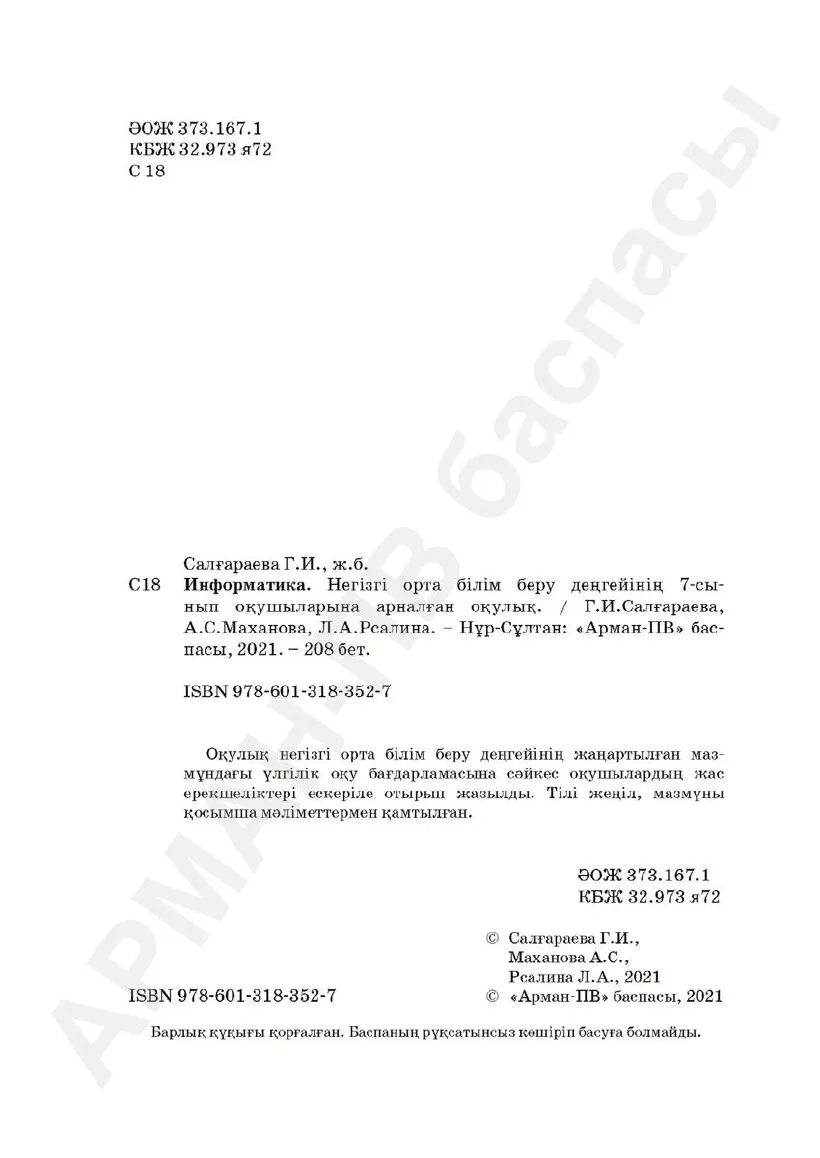 ӘОЖ 373.167.1
КБЖ 32.973 я72
С 18
Салғараева Г.И., ж.б.
С18 Информатика. Негізгі орта білім беру деңгейінің 7-сы-
нып оқушыларына арналған оқулық. / Г.И.Салғараева,
А.С.Маханова, Л.А.Рсалина. – Нұр-Сұлтан: «Арман-ПВ» бас-
пасы, 2021. – 208 бет.
ISBN 978-601-318-352-7
Оқулық негізгі орта білім беру деңгейінің жаңартылған маз-
мұндағы үлгілік оқу бағдарламасына сәйкес оқушылардың жас
ерекшеліктері ескеріле отырып жазылды. Тілі жеңіл, мазмұны
қосымша мәліметтермен қамтылған.
ӘОЖ 373.167.1
КБЖ 32.973 я72
© Салғараева Г.И.,
Маханова А.С.,
Рсалина Л.А., 2021
ISBN 978-601-318-352-7 © «Арман-ПВ» баспасы, 2021
Барлық құқығы қорғалған. Баспаның рұқсатынсыз көшіріп басуға болмайды.
АРМАН-ПВ баспасы